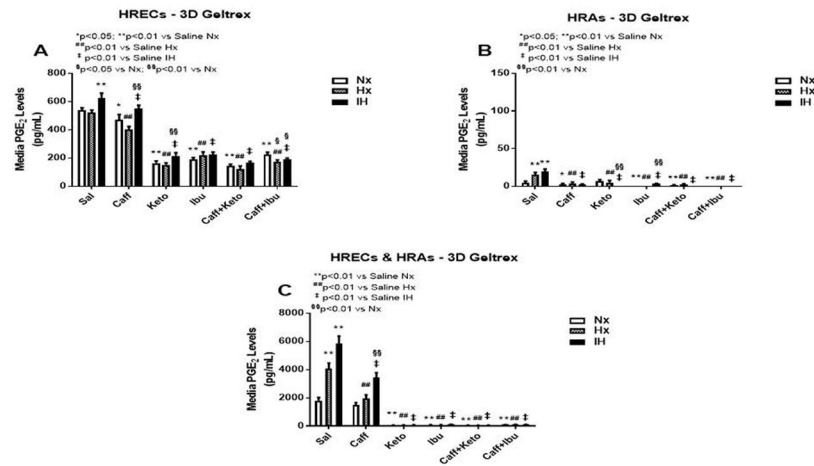 HRECs - 3D Geltrex
A
*p<0.05; **p<0.01 vs Saline Nx
##p<0.01 vs Saline Hx
‡ p<0.01 vs Saline IH
§p<0.05 vs Nx; §§p<0.01 vs Nx
Nx
Hx
IH
Media PGE2 Levels
(pg/mL)
800
600
400
200
0
** * ## §§ ‡
** ## §§ ‡ ** ## ‡ ** ## ‡ ** § ## § ‡
Sal Caff Keto Ibu Caff+Keto Caff+Ibu
HRAs - 3D Geltrex
B
*p<0.05; **p<0.01 vs Saline Nx
##p<0.01 vs Saline Hx
‡ p<0.01 vs Saline IH
§§p<0.01 vs Nx
Nx
Hx
IH
Media PGE2 Levels
(pg/mL)
150
100
50
0
** ** * ## ‡ ## §§ ‡ ** ## §§ ‡ ** ## ‡ ** ## ‡
Sal Caff Keto Ibu Caff+Keto Caff+Ibu
HRECs & HRAs - 3D Geltrex
C
**p<0.01 vs Saline Nx
##p<0.01 vs Saline Hx
‡ p<0.01 vs Saline IH
§§p<0.01 vs Nx
Nx
Hx
IH
Media PGE2 Levels
(pg/mL)
8000
6000
4000
2000
0
** ** ## §§ ‡ ** ## ‡ ** ## ‡ ** ## ‡ ** ## ‡
Sal Caff Keto Ibu Caff+Keto Caff+Ibu